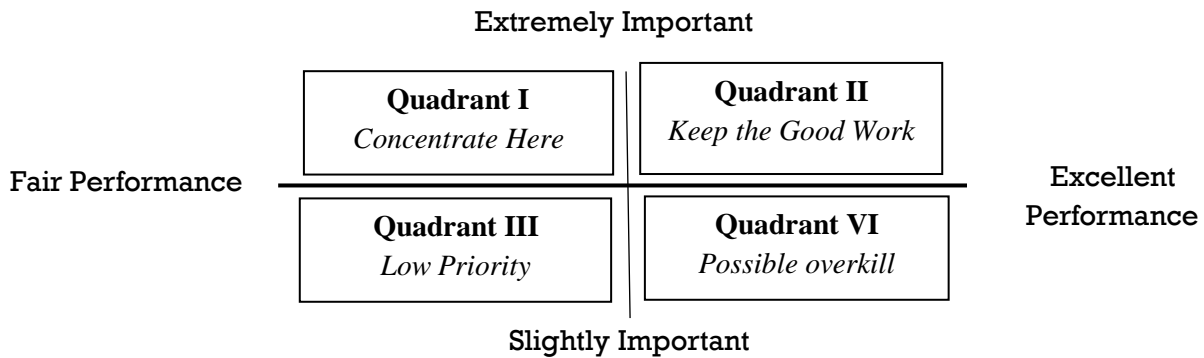 Extremely Important
Quadrant I
Concentrate Here
Quadrant II
Keep the Good Work
Fair Performance
Excellent
Performance
Quadrant III
Low Priority
Quadrant VI
Possible overkill
Slightly Important